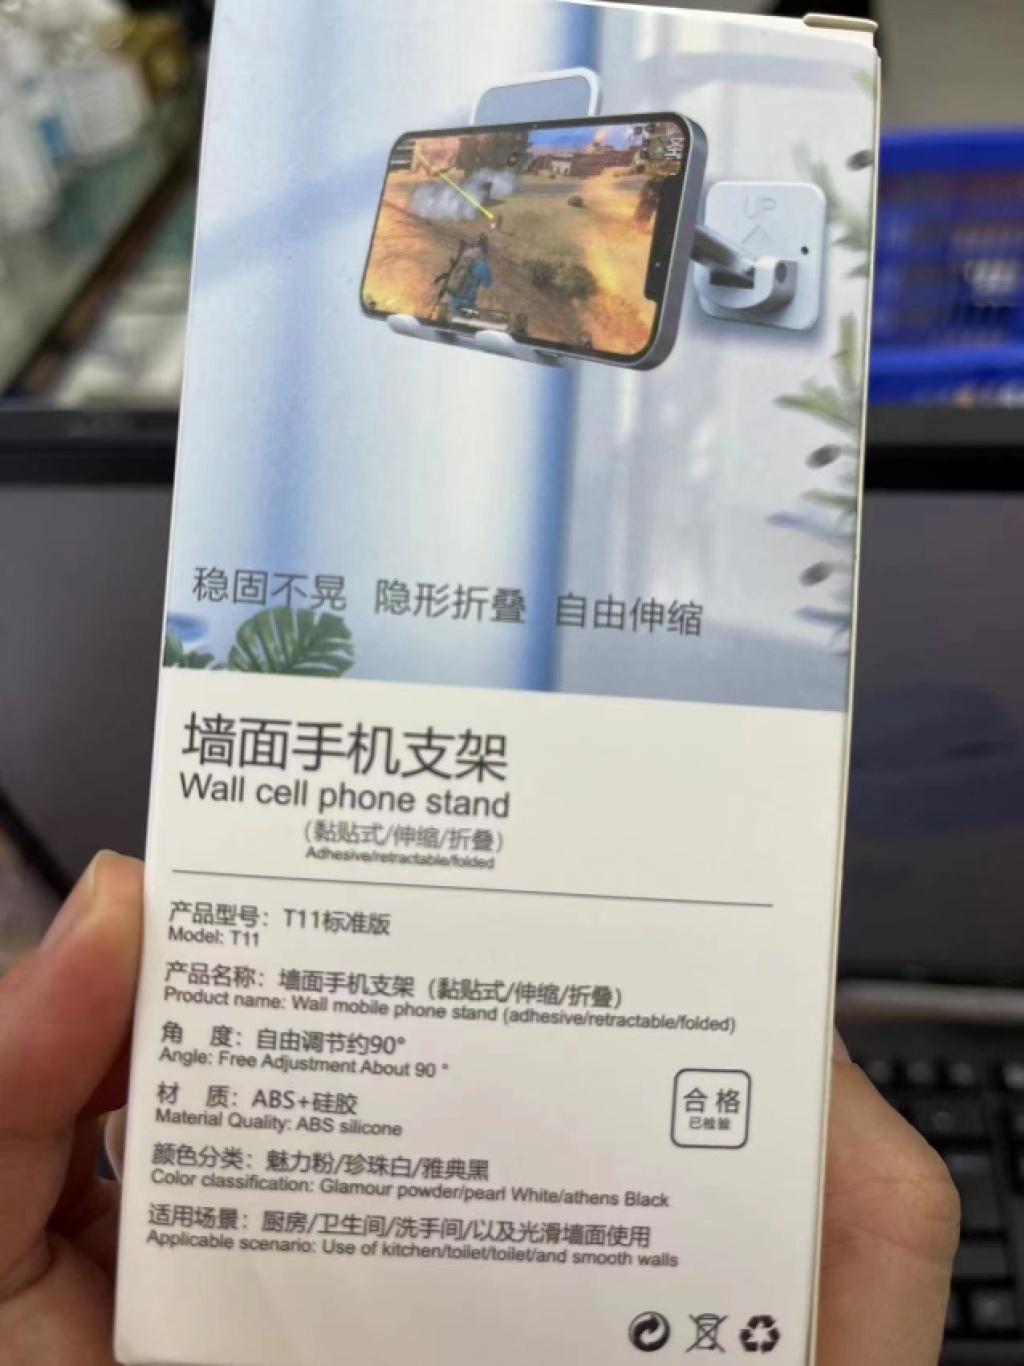 UP
稳固不晃 隐形折叠 自由伸缩
墙面手机支架
Wall cell phone stand
（黏贴式/伸缩/折叠）
Adhesive/retractable/folded
产品型号：T11标准版
Model: T11
产品名称：墙面手机支架（黏贴式/伸缩/折叠）
Product name: Wall mobile phone stand (adhesive/retractable/folded)
角 度：自由调节约90°
Angle: Free Adjustment About 90 °
材 质：ABS+硅胶
Material Quality: ABS silicone
合格
已检验
颜色分类：魅力粉/珍珠白/雅典黑
Color classification: Glamour powder/pearl White/athens Black
适用场景：厨房/卫生间/洗手间/以及光滑墙面使用
Applicable scenario: Use of kitchen/toilet/toilet/and smooth walls